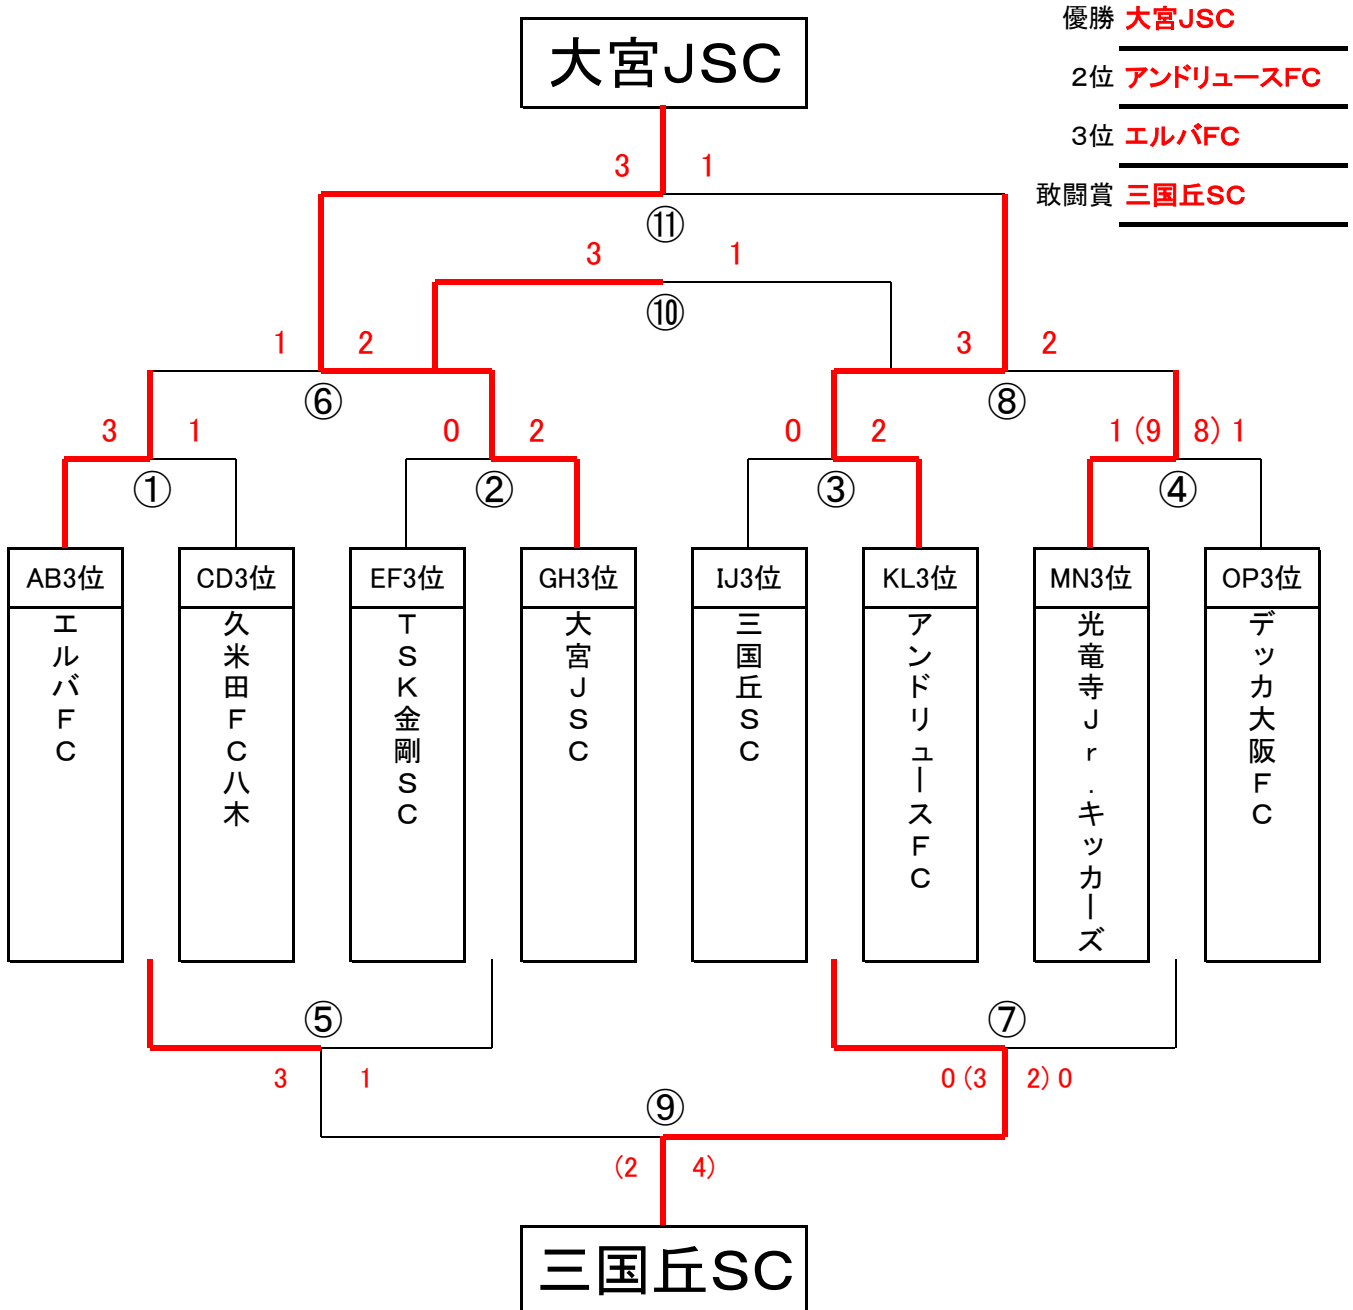 大宮JSC
優勝 大宮JSC
2位 アンドリュースFC
3位 エルバFC
敢闘賞 三国丘SC
3 1
⑪
3 1
⑩
1 2
3 2
⑥
⑧
3 1
0 2
0 2
1 (9 8) 1
①
②
③
④
AB3位
CD3位
EF3位
GH3位
IJ3位
KL3位
MN3位
OP3位
エルバFC
久米田FC八木
TSK金剛SC
大宮JSC
三国丘SC
アンドリュースFC
光竜寺Jr.キッカーズ
デッカ大阪FC
⑤
⑦
3 1
0 (3 2) 0
⑨
(2 4)
三国丘SC